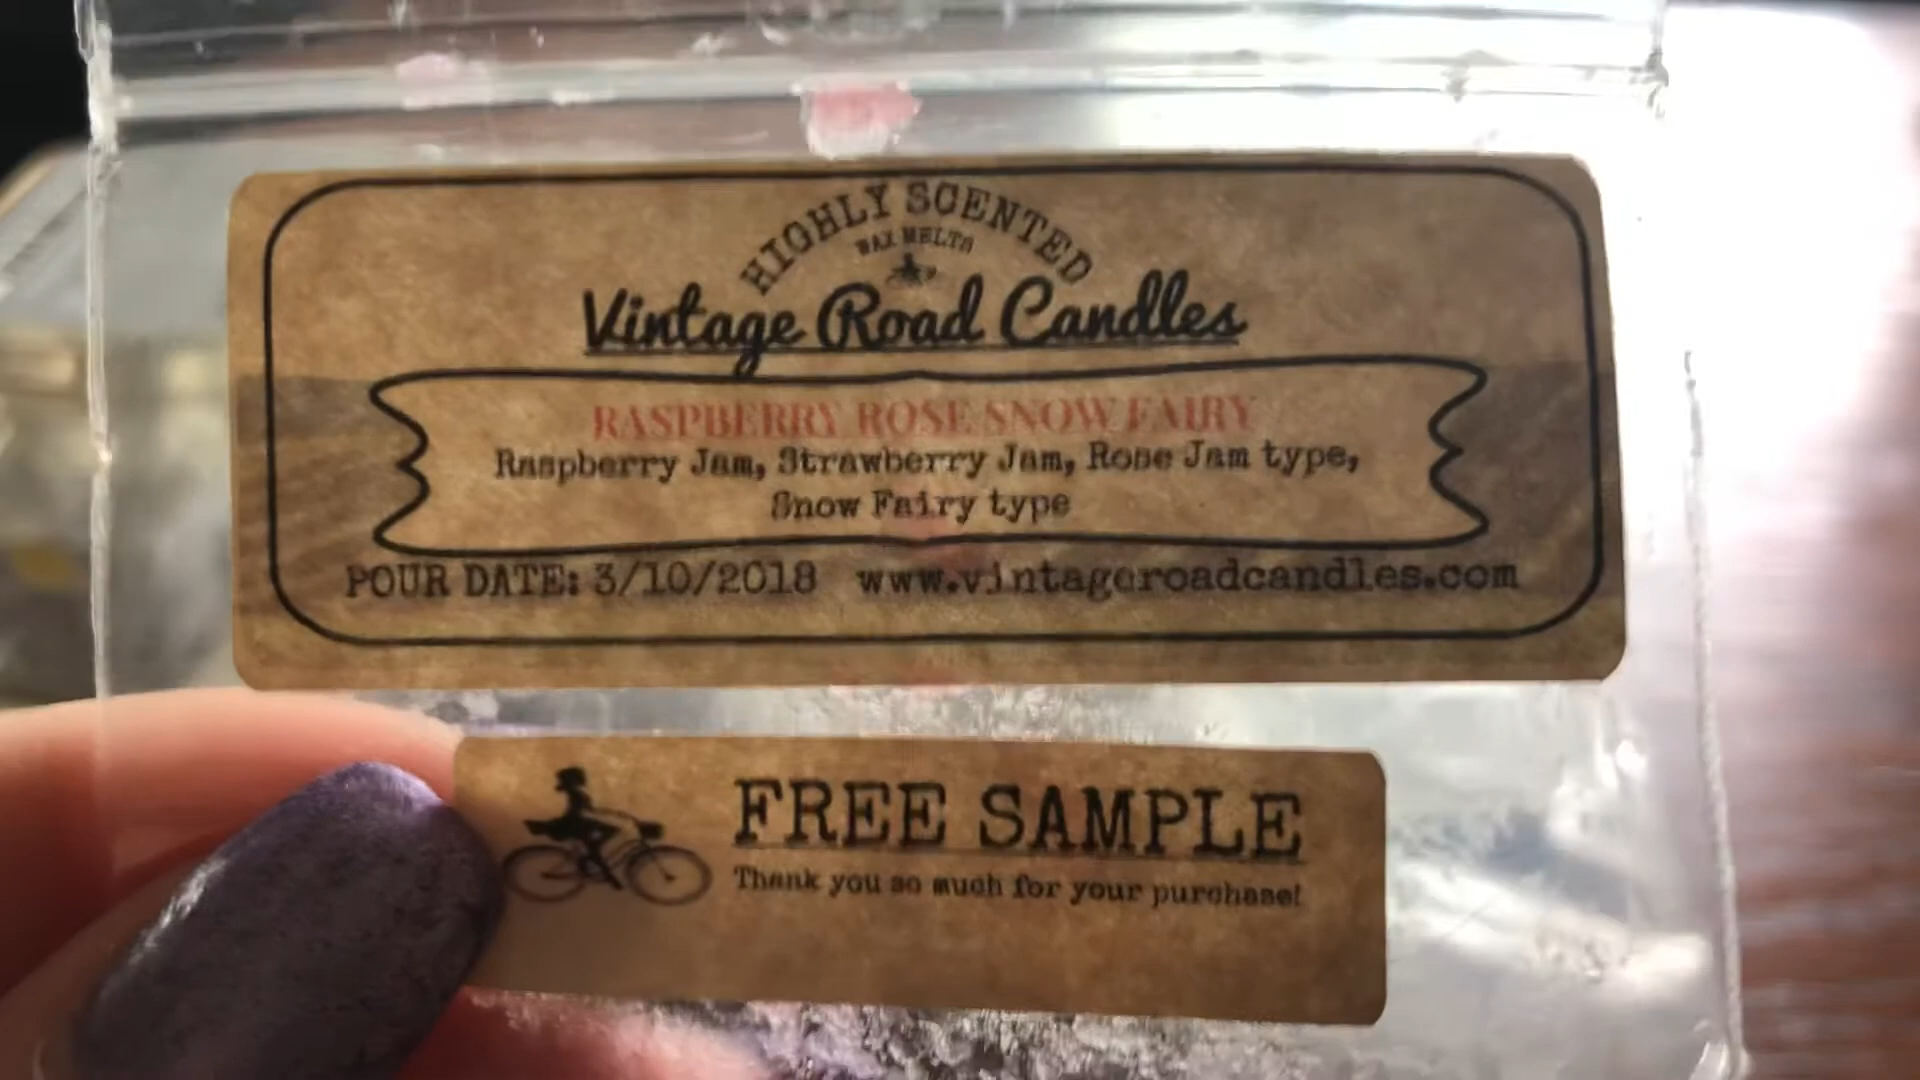 HIGHLY SCENTED
WAX MELTS
Vintage Road Candles
RASPBERRY ROSE SNOW FAIRY
Raspberry Jam, Strawberry Jam, Rose Jam type,
Snow Fairy type
POUR DATE: 3/10/2018 www.vintageroadcandles.com
FREE SAMPLE
Thank you so much for your purchase!